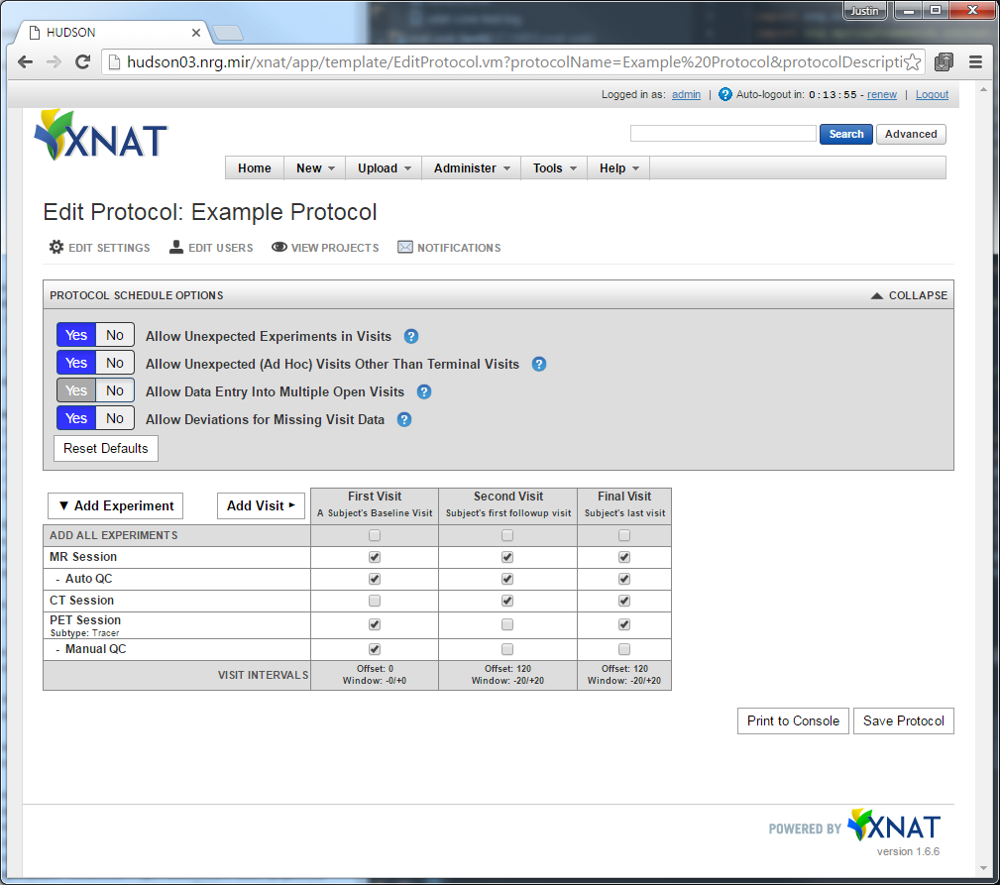 Justin
HUDSON
hudson03.nrg.mir/xnat/app/template/EditProtocol.vm?protocolName=Example%20Protocol&protocolDescripti
Logged in as: admin | Auto-logout in: 0:13:55 - renew | Logout
XNAT
Search Advanced
Home New Upload Administer Tools Help
Edit Protocol: Example Protocol
EDIT SETTINGS EDIT USERS VIEW PROJECTS NOTIFICATIONS
PROTOCOL SCHEDULE OPTIONS COLLAPSE
Yes No Allow Unexpected Experiments in Visits ?
Yes No Allow Unexpected (Ad Hoc) Visits Other Than Terminal Visits ?
Yes No Allow Data Entry Into Multiple Open Visits ?
Yes No Allow Deviations for Missing Visit Data ?
Reset Defaults
▼ Add Experiment Add Visit ►
First Visit Second Visit Final Visit
A Subject's Baseline Visit Subject's first followup visit Subject's last visit
ADD ALL EXPERIMENTS
MR Session
- Auto QC
CT Session
PET Session
Subtype: Tracer
- Manual QC
VISIT INTERVALS
Offset: 0 Offset: 120 Offset: 120
Window: -0/+0 Window: -20/+20 Window: -20/+20
Print to Console Save Protocol
POWERED BY XNAT
version 1.6.6